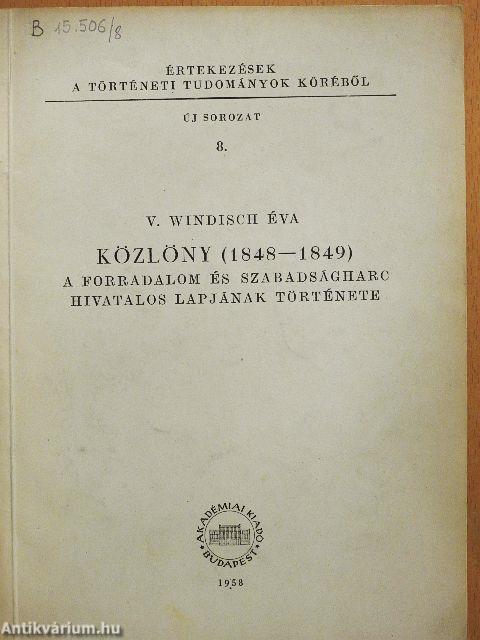 B 15.506/8
ÉRTEKEZÉSEK
A TÖRTÉNETI TUDOMÁNYOK KÖRÉBŐL
ÚJ SOROZAT
8.
V. WINDISCH ÉVA
KÖZLÖNY (1848—1849)
A FORRADALOM ÉS SZABADSÁGHARC
HIVATALOS LAPJÁNAK TÖRTÉNETE
AKADÉMIAI KIADÓ
BUDAPEST
1958
Antikvárium.hu